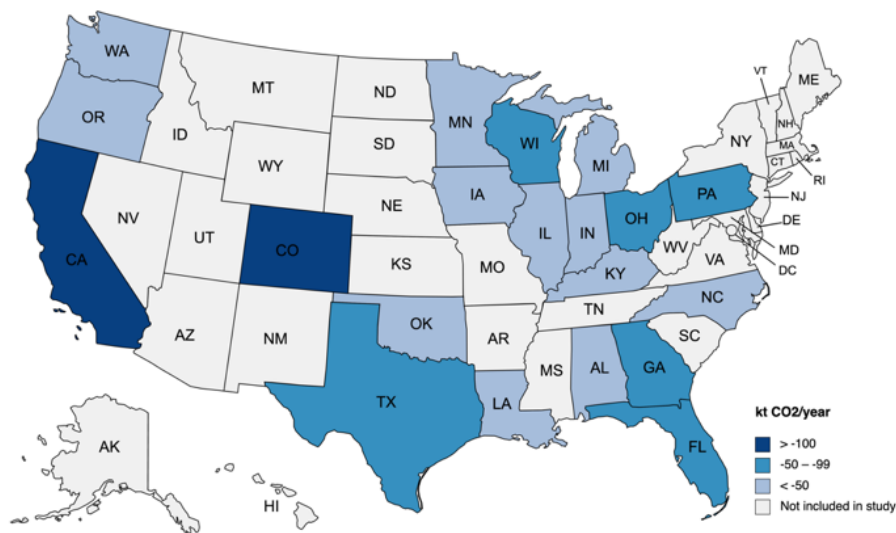 WA
MT
ND
MN
VT
ME
OR
ID
SD
WI
MI
NY
NH
MA
CT
RI
WY
IA
PA
NJ
NE
OH
DE
NV
UT
CO
IL
IN
WV
MD
VA
DC
CA
KS
MO
KY
NC
TN
AZ
NM
OK
AR
SC
MS
AL
GA
TX
LA
FL
AK
HI
kt CO2/year
> -100
-50 – -99
< -50
Not included in study